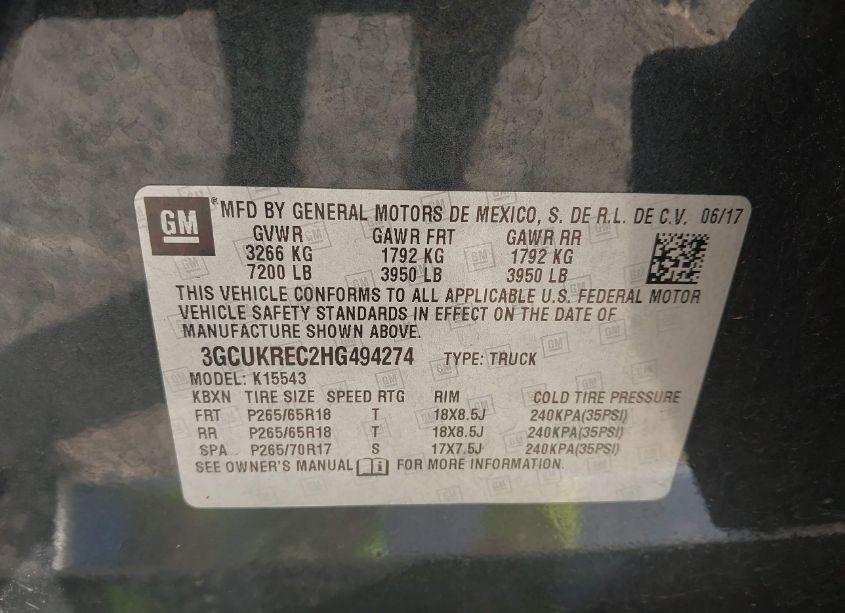 GM ® MFD BY GENERAL MOTORS DE MEXICO, S. DE R.L. DE C.V. 06/17
GVWR GAWR FRT GAWR RR
3266 KG 1792 KG 1792 KG
7200 LB 3950 LB 3950 LB
THIS VEHICLE CONFORMS TO ALL APPLICABLE U.S. FEDERAL MOTOR
VEHICLE SAFETY STANDARDS IN EFFECT ON THE DATE OF
MANUFACTURE SHOWN ABOVE.
3GCUKREC2HG494274 TYPE: TRUCK
MODEL: K15543
KBXN TIRE SIZE SPEED RTG RIM COLD TIRE PRESSURE
FRT P265/65R18 T 18X8.5J 240KPA(35PSI)
RR P265/65R18 T 18X8.5J 240KPA(35PSI)
SPA P265/70R17 S 17X7.5J 240KPA(35PSI)
SEE OWNER'S MANUAL i FOR MORE INFORMATION.